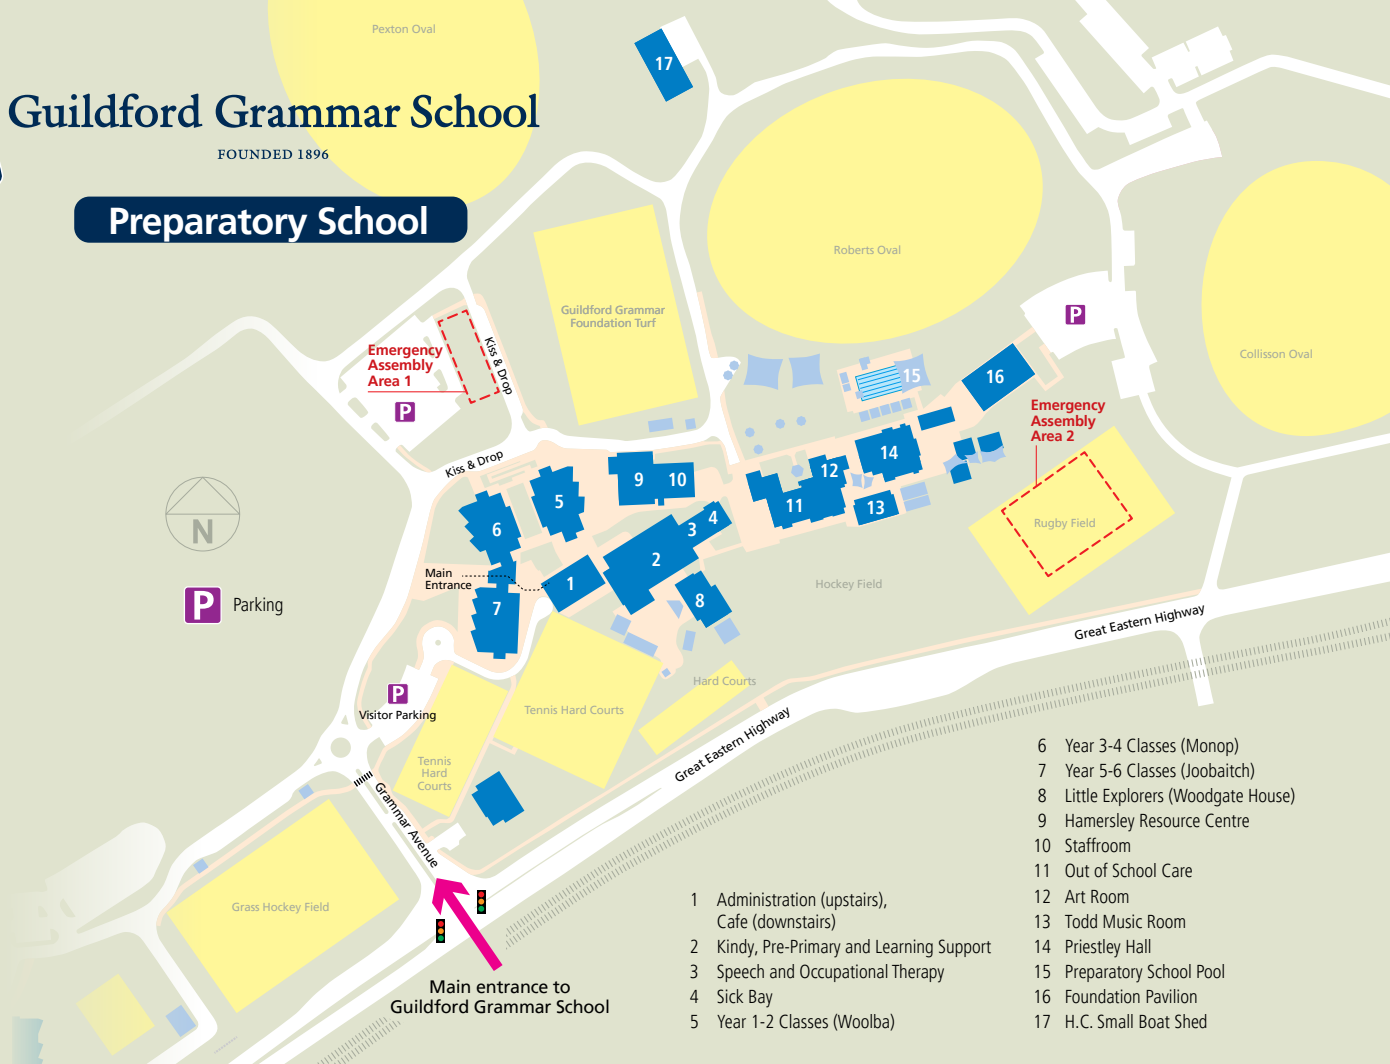 Pexton Oval
17
Guildford Grammar School
FOUNDED 1896
Preparatory School
Roberts Oval
Guildford Grammar
Foundation Turf
Collisson Oval
Emergency
Assembly
Area 1
Kiss & Drop
P
P
15
16
Emergency
Assembly
Area 2
Kiss & Drop
14
12
9
10
5
11
13
4
3
6
N
Rugby Field
2
Main
Entrance
1
Hockey Field
7
8
P
Parking
Great Eastern Highway
Hard Courts
P
Visitor Parking
Tennis Hard Courts
Tennis
Hard
Courts
Great Eastern Highway
Grammar Avenue
Grass Hockey Field
Main entrance to
Guildford Grammar School
1 Administration (upstairs),
Cafe (downstairs)
2 Kindy, Pre-Primary and Learning Support
3 Speech and Occupational Therapy
4 Sick Bay
5 Year 1-2 Classes (Woolba)
6 Year 3-4 Classes (Monop)
7 Year 5-6 Classes (Joobaitch)
8 Little Explorers (Woodgate House)
9 Hamersley Resource Centre
10 Staffroom
11 Out of School Care
12 Art Room
13 Todd Music Room
14 Priestley Hall
15 Preparatory School Pool
16 Foundation Pavilion
17 H.C. Small Boat Shed